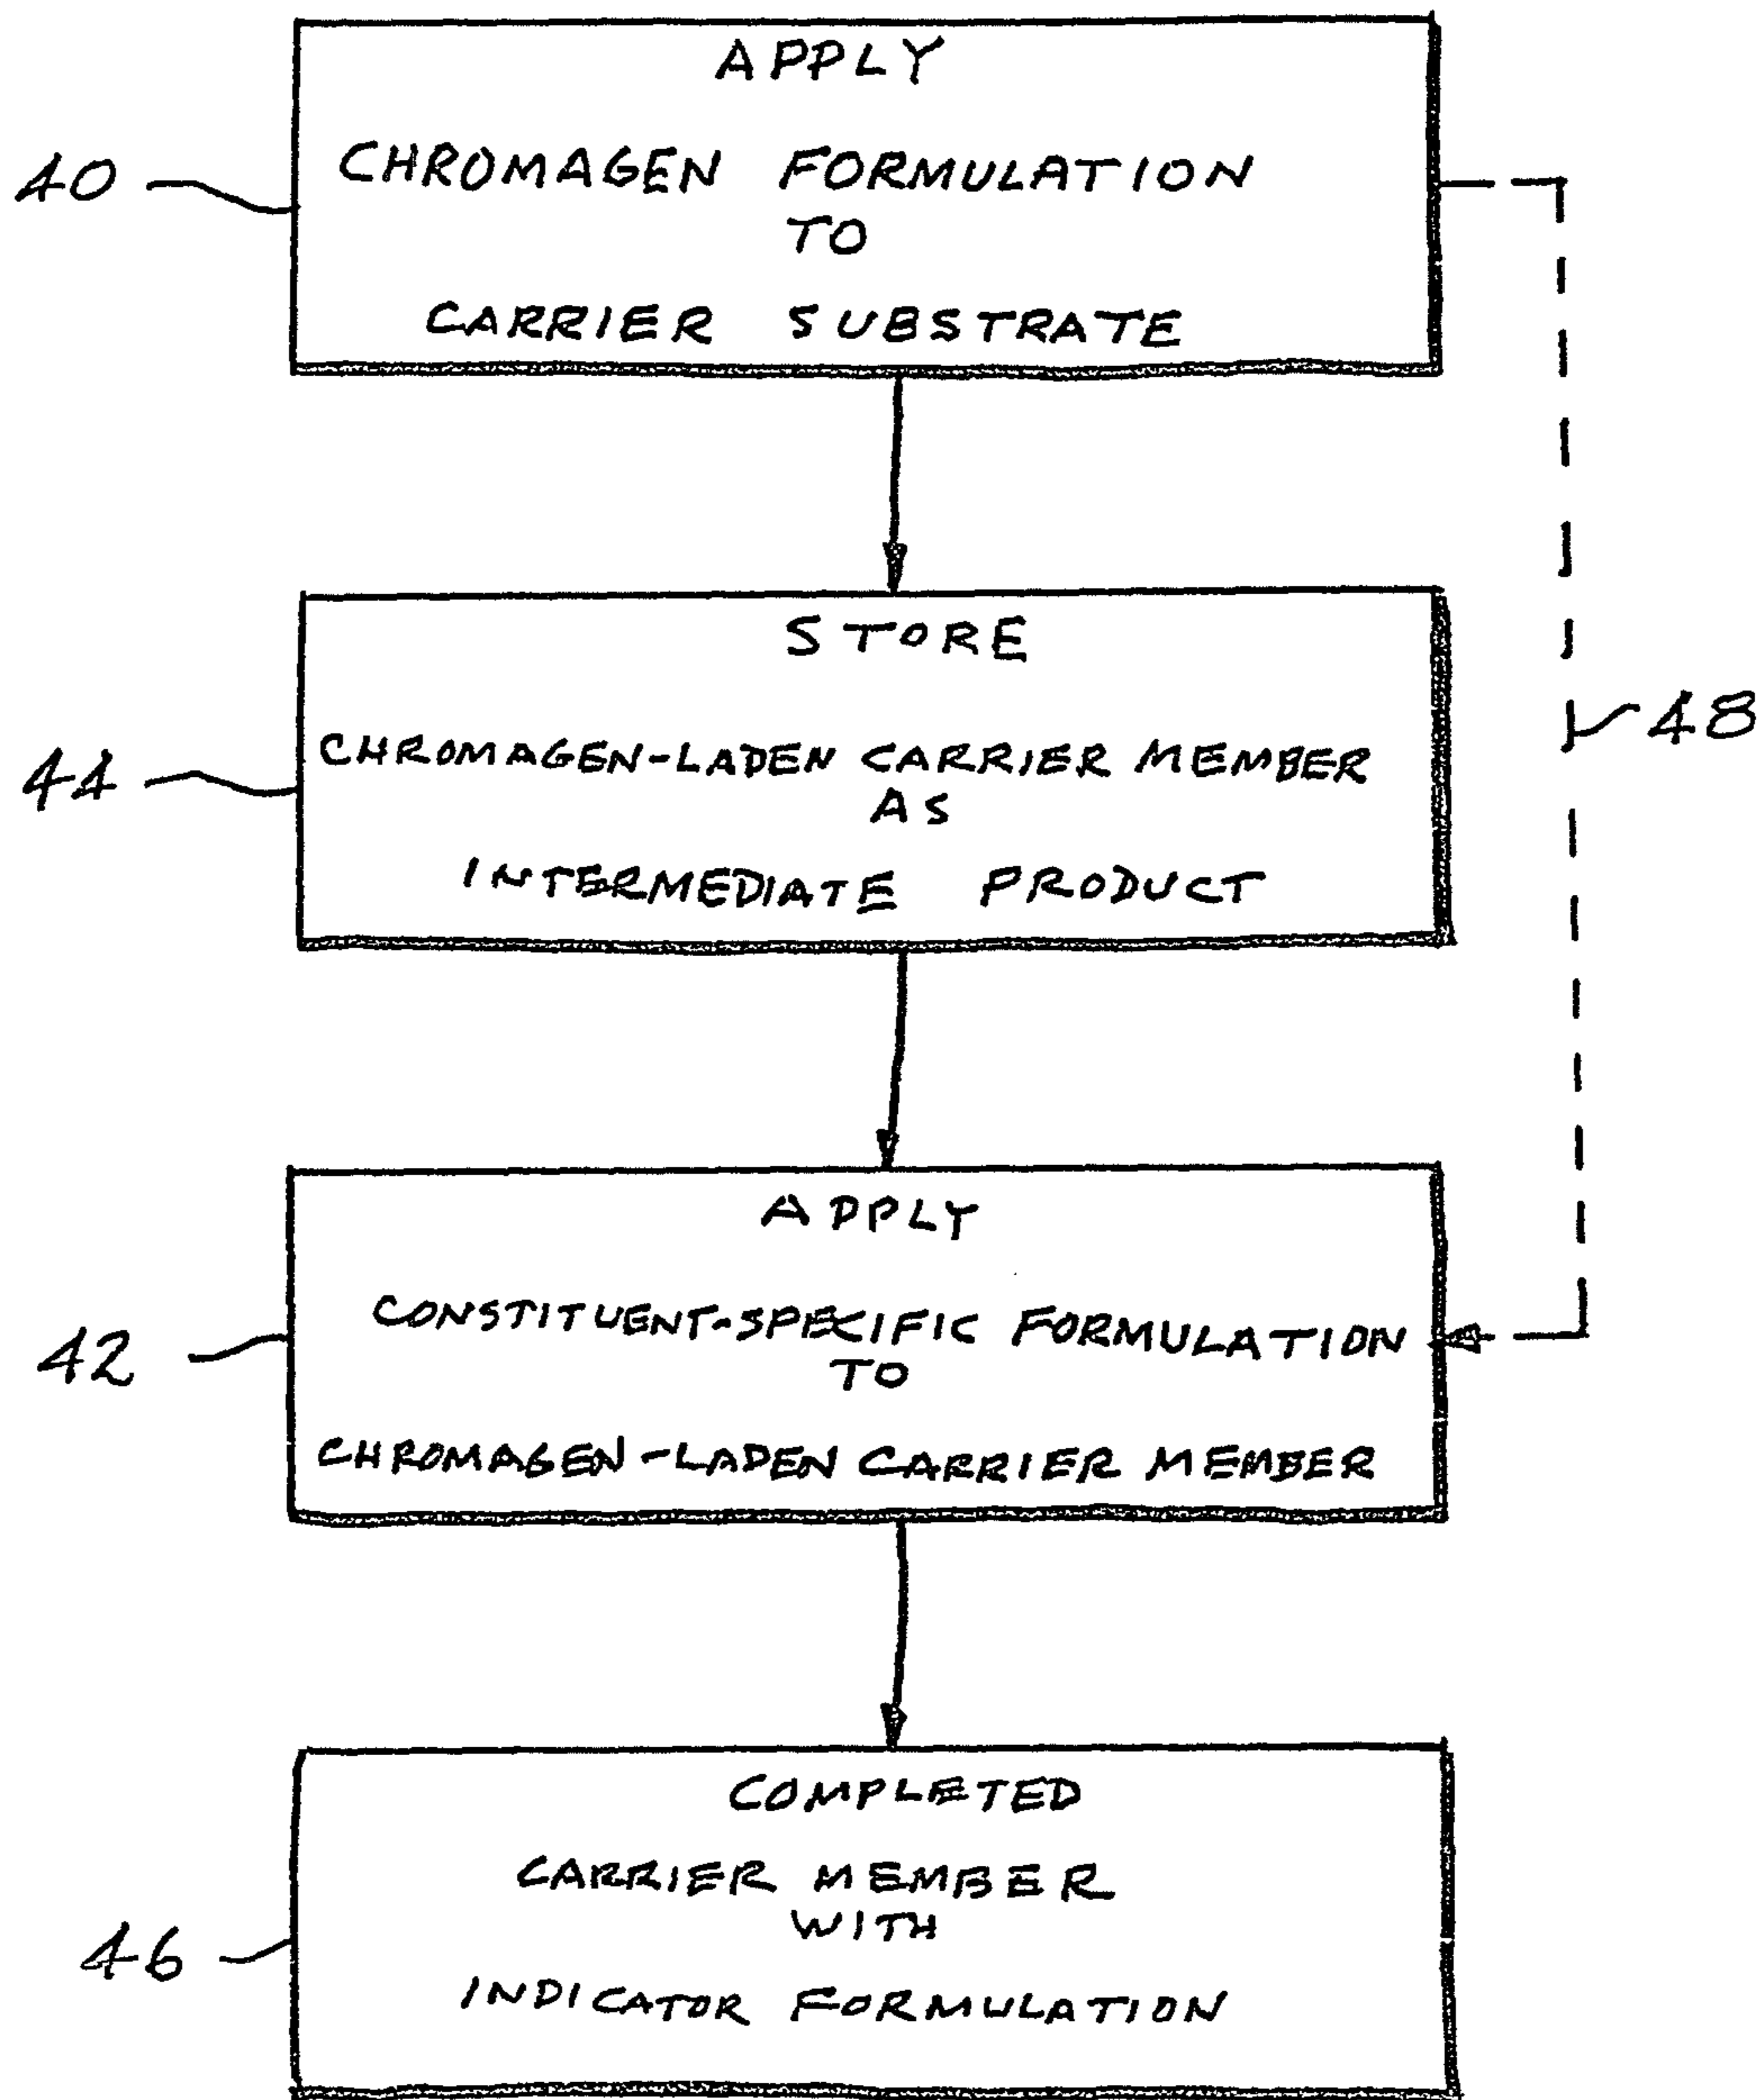 APPLY
40
CHROMAGEN FORMULATION
TO
CARRIER SUBSTRATE
STORE
44
CHROMAGEN-LADEN CARRIER MEMBER
AS
INTERMEDIATE PRODUCT
48
APPLY
42
CONSTITUENT-SPECIFIC FORMULATION
TO
CHROMAGEN-LADEN CARRIER MEMBER
COMPLETED
CARRIER MEMBER
WITH
46
INDICATOR FORMULATION